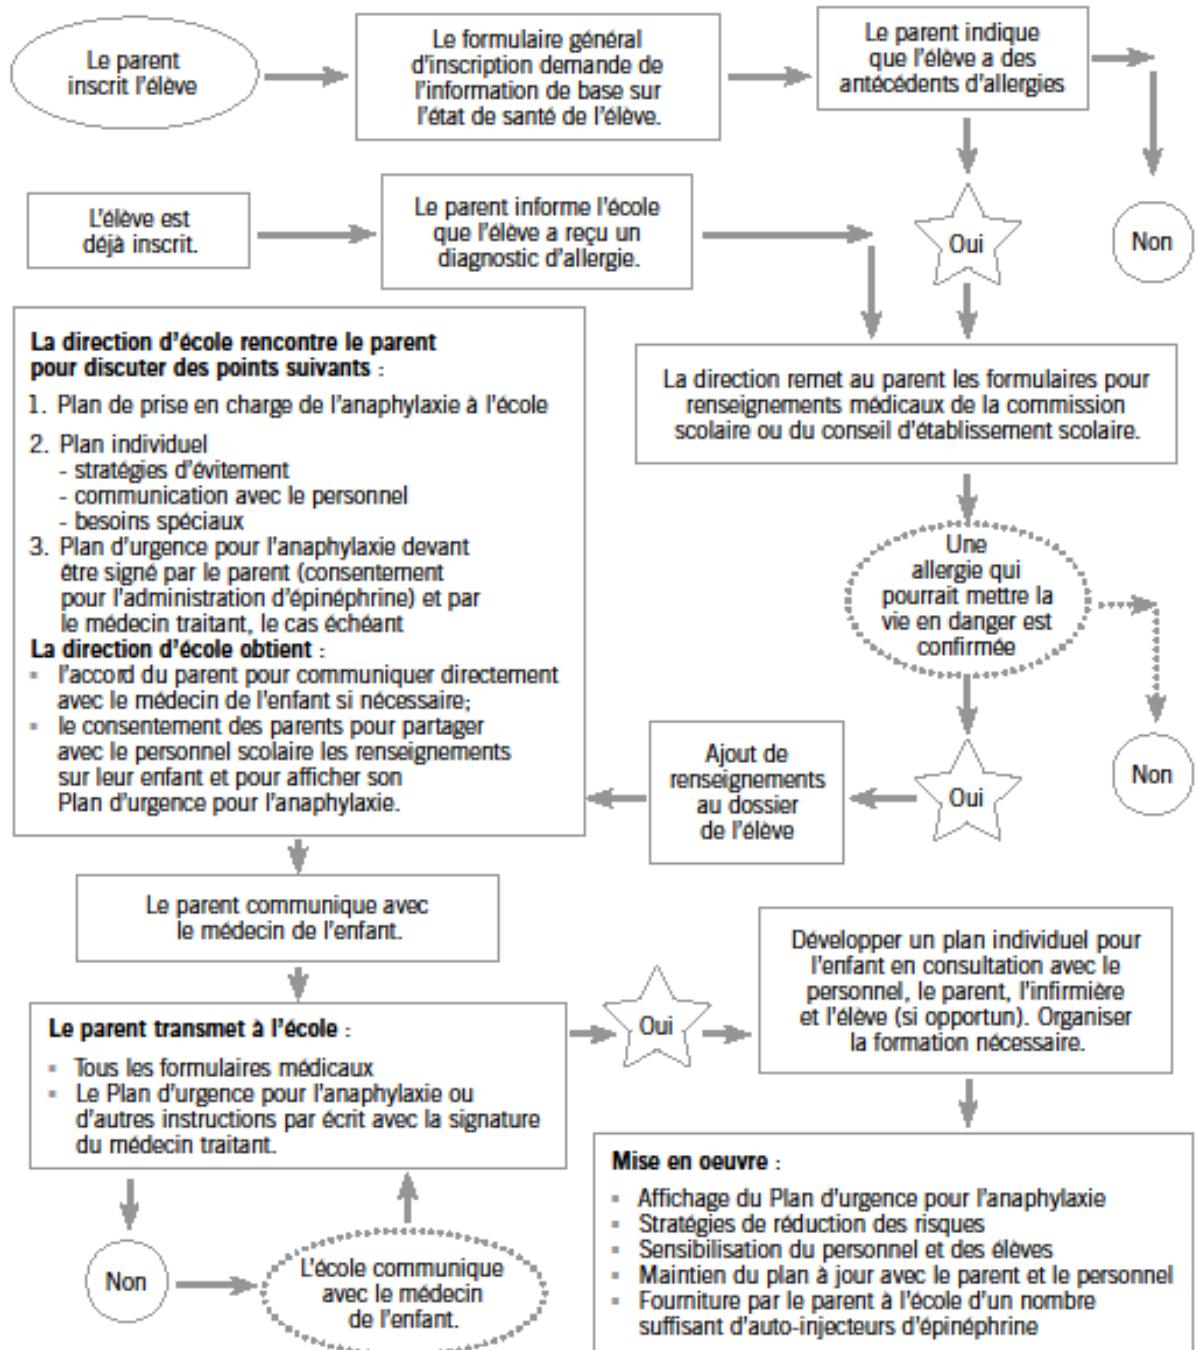 Le parent
inscrit l'élève
Le formulaire général
d'inscription demande de
l'information de base sur
l'état de santé de l'élève.
Le parent indique
que l'élève a des
antécédents d'allergies
L'élève est
déjà inscrit.
Le parent informe l'école
que l'élève a reçu un
diagnostic d'allergie.
Oui
Non
La direction remet au parent les formulaires pour
renseignements médicaux de la commission
scolaire ou du conseil d'établissement scolaire.
Une
allergie qui
pourrait mettre la
vie en danger est
confirmée
Oui
Non
Ajout de
renseignements
au dossier
de l'élève
La direction d'école rencontre le parent
pour discuter des points suivants :
1. Plan de prise en charge de l'anaphylaxie à l'école
2. Plan individuel
- stratégies d'évitement
- communication avec le personnel
- besoins spéciaux
3. Plan d'urgence pour l'anaphylaxie devant
être signé par le parent (consentement
pour l'administration d'épinéphrine) et par
le médecin traitant, le cas échéant
La direction d'école obtient :
▪ l'accord du parent pour communiquer directement
avec le médecin de l'enfant si nécessaire;
▪ le consentement des parents pour partager
avec le personnel scolaire les renseignements
sur leur enfant et pour afficher son
Plan d'urgence pour l'anaphylaxie.
Le parent communique avec
le médecin de l'enfant.
Le parent transmet à l'école :
▪ Tous les formulaires médicaux
▪ Le Plan d'urgence pour l'anaphylaxie ou
d'autres instructions par écrit avec la signature
du médecin traitant.
Non
L'école communique
avec le médecin
de l'enfant.
Oui
Développer un plan individuel pour
l'enfant en consultation avec le
personnel, le parent, l'infirmière
et l'élève (si opportun). Organiser
la formation nécessaire.
Mise en oeuvre :
▪ Affichage du Plan d'urgence pour l'anaphylaxie
▪ Stratégies de réduction des risques
▪ Sensibilisation du personnel et des élèves
▪ Maintien du plan à jour avec le parent et le personnel
▪ Fourniture par le parent à l'école d'un nombre
suffisant d'auto-injecteurs d'épinéphrine